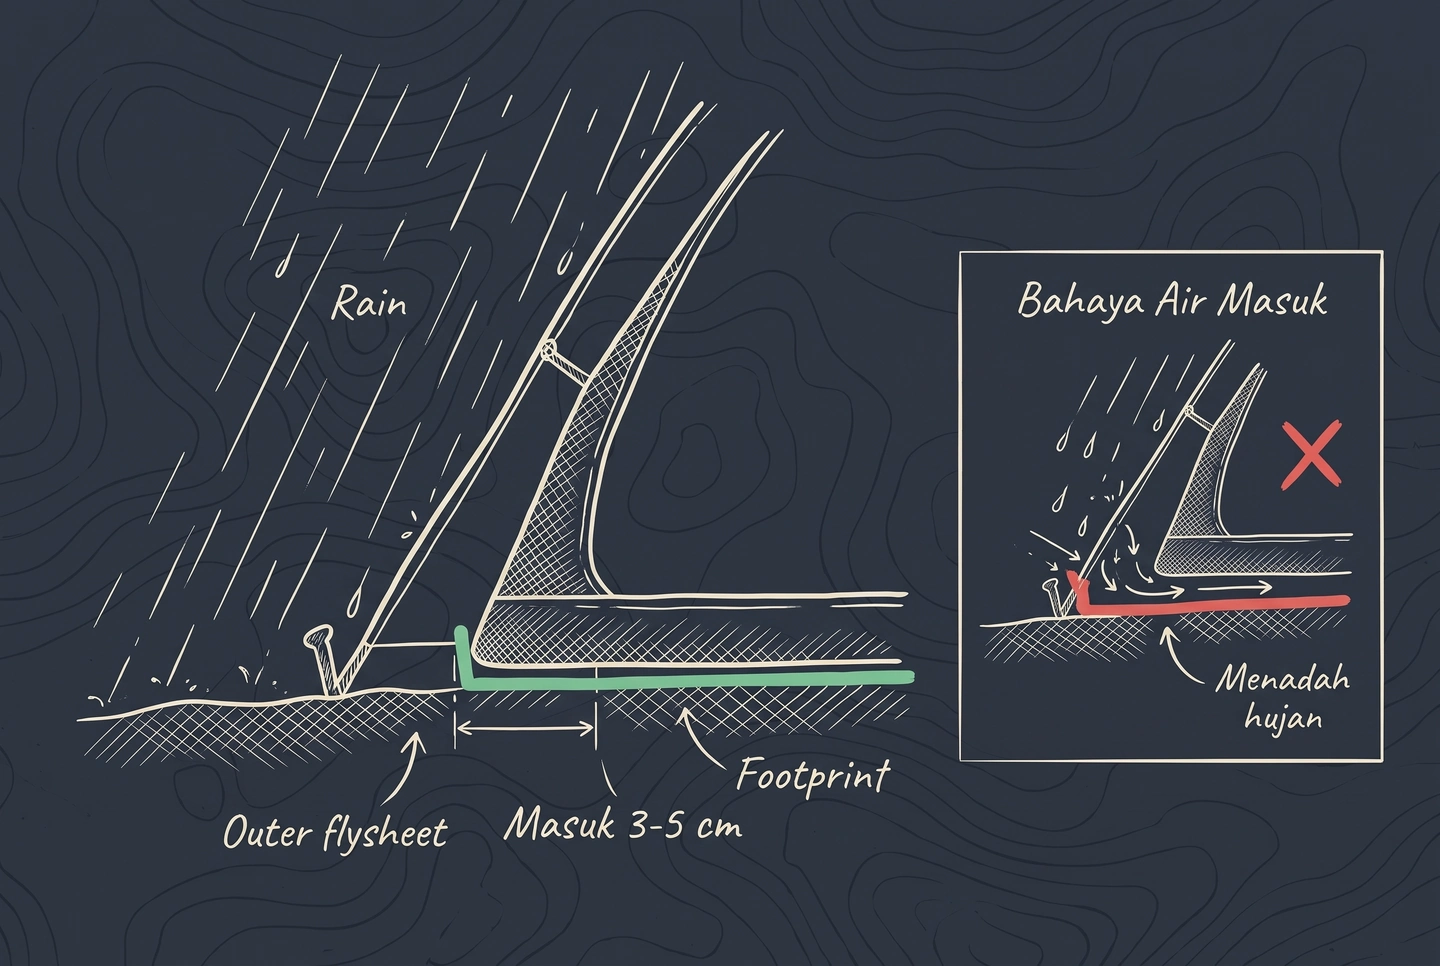 Rain
Outer flysheet
Masuk 3-5 cm
Footprint
Bahaya Air Masuk
Menadah
hujan